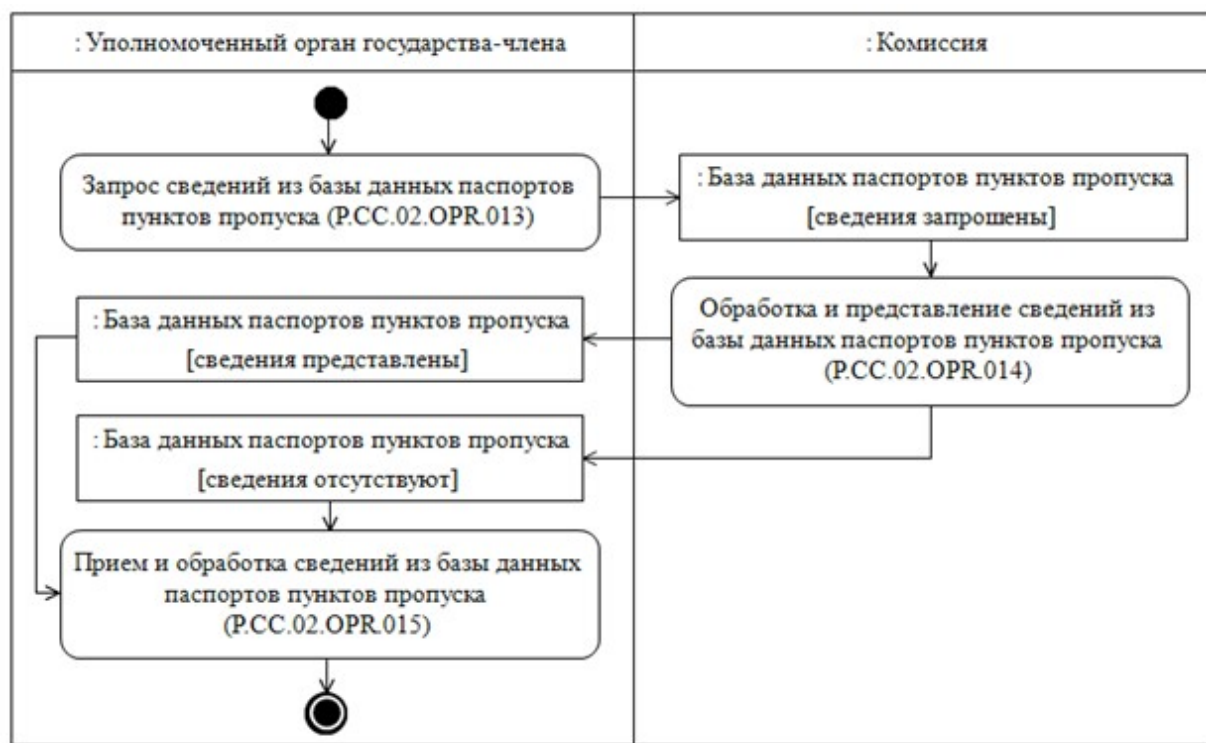 : Уполномоченный орган государства-члена
: Комиссия
Запрос сведений из базы данных паспортов
пунктов пропуска (P.CC.02.OPR.013)
: База данных паспортов пунктов пропуска
[сведения запрошены]
Обработка и представление сведений из
базы данных паспортов пунктов пропуска
(P.CC.02.OPR.014)
: База данных паспортов пунктов пропуска
[сведения представлены]
: База данных паспортов пунктов пропуска
[сведения отсутствуют]
Прием и обработка сведений из базы данных
паспортов пунктов пропуска
(P.CC.02.OPR.015)